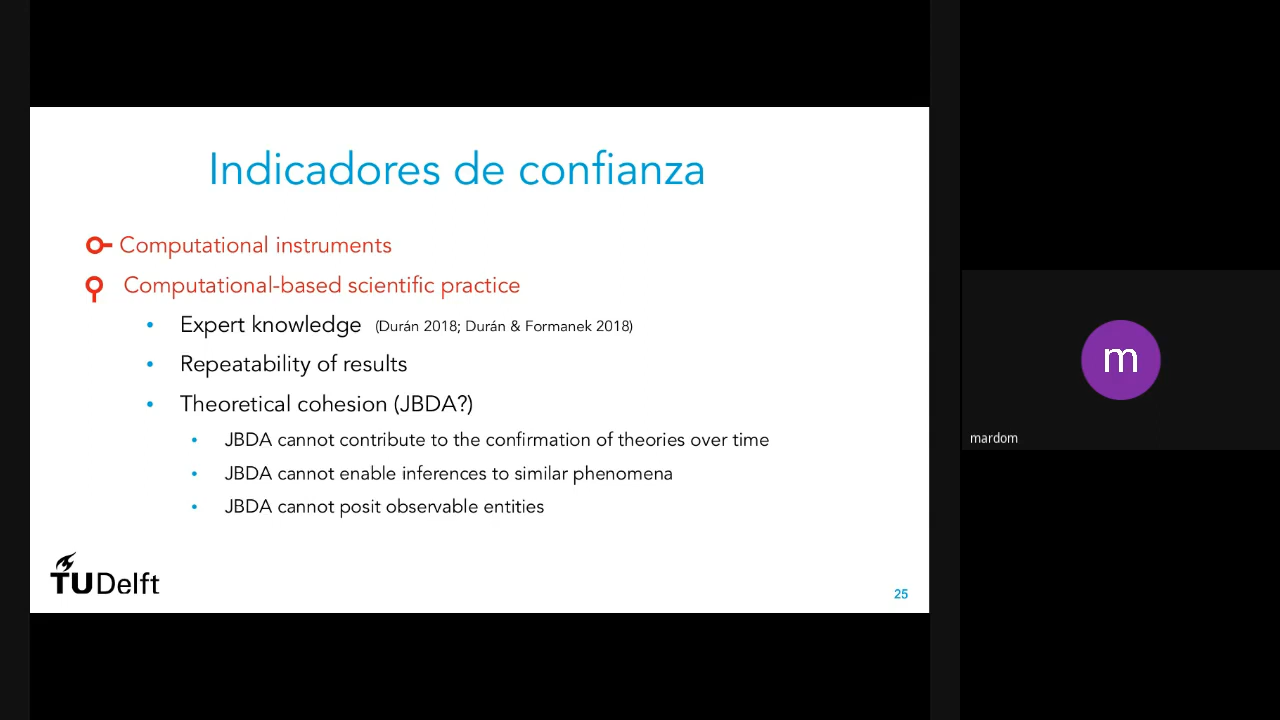 Indicadores de confianza
Computational instruments
Computational-based scientific practice
• Expert knowledge (Durán 2018; Durán & Formanek 2018)
• Repeatability of results
• Theoretical cohesion (JBDA?)
• JBDA cannot contribute to the confirmation of theories over time
• JBDA cannot enable inferences to similar phenomena
• JBDA cannot posit observable entities
TUDelft
25
m
mardom